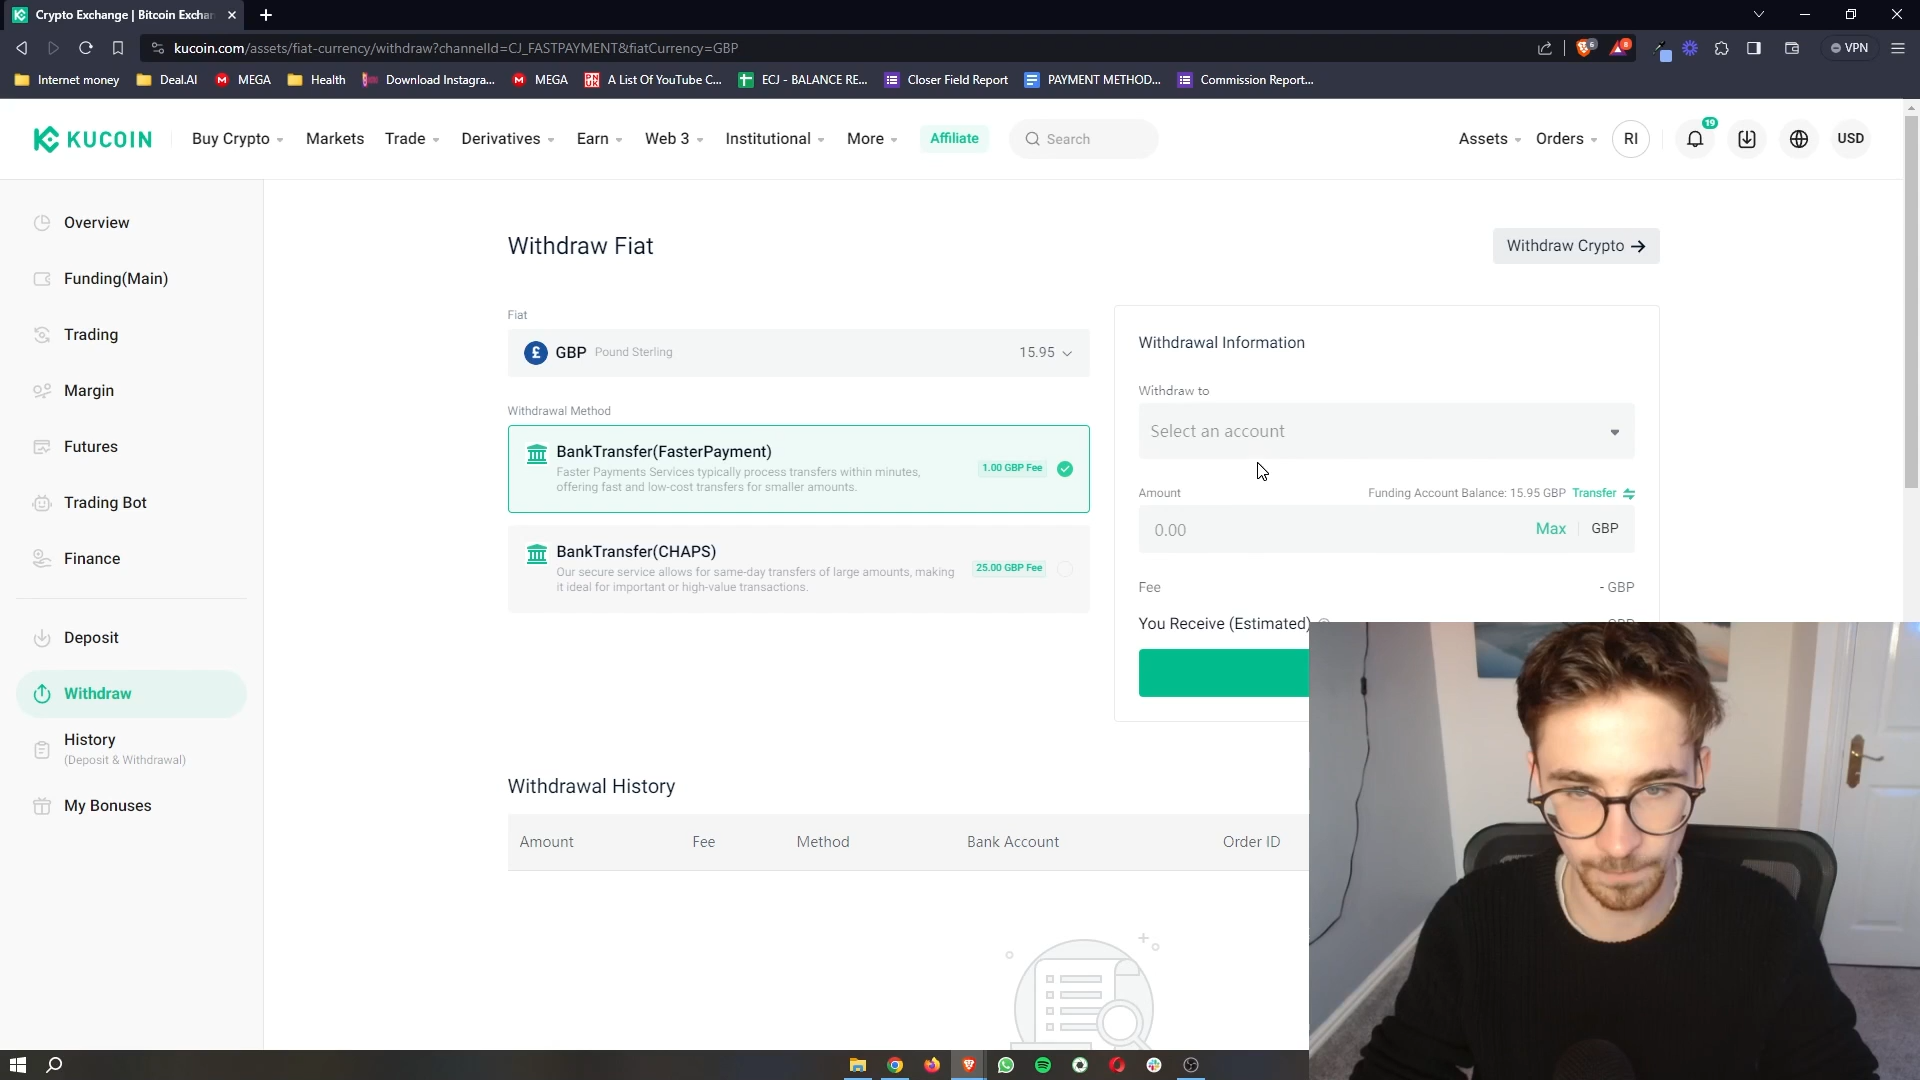 Crypto Exchange | Bitcoin Exchan
kucoin.com/assets/fiat-currency/withdraw?channelId=CJ_FASTPAYMENT&fiatCurrency=GBP
6
8
VPN
Internet money
Deal.AI
MEGA
Health
Download Instagra...
MEGA
A List Of YouTube C...
ECJ - BALANCE RE...
Closer Field Report
PAYMENT METHOD...
Commission Report...
KUCOIN
Buy Crypto
Markets
Trade
Derivatives
Earn
Web 3
Institutional
More
Affiliate
Search
Assets
Orders
RI
19
USD
Overview
Funding(Main)
Trading
Margin
Futures
Trading Bot
Finance
Deposit
Withdraw
History
(Deposit & Withdrawal)
My Bonuses
Withdraw Fiat
Withdraw Crypto
Fiat
£ GBP Pound Sterling 15.95
Withdrawal Method
BankTransfer(FasterPayment)
Faster Payments Services typically process transfers within minutes,
offering fast and low-cost transfers for smaller amounts.
1.00 GBP Fee
BankTransfer(CHAPS)
Our secure service allows for same-day transfers of large amounts, making
it ideal for important or high-value transactions.
25.00 GBP Fee
Withdrawal Information
Withdraw to
Select an account
Amount
Funding Account Balance: 15.95 GBP Transfer
0.00
Max
GBP
Fee
- GBP
You Receive (Estimated)
Withdrawal History
Amount
Fee
Method
Bank Account
Order ID